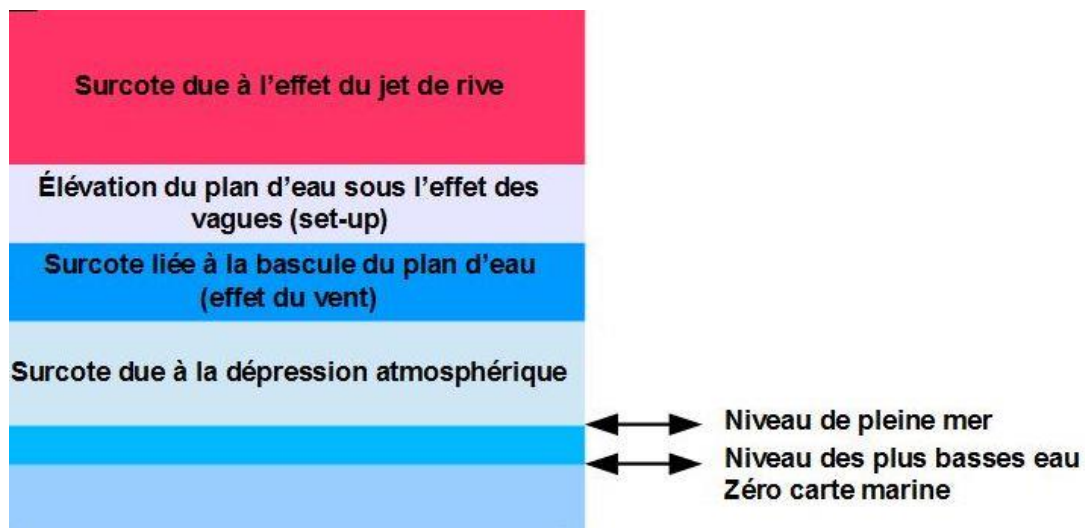 Surcote due à l'effet du jet de rive
Élévation du plan d'eau sous l'effet des
vagues (set-up)
Surcote liée à la bascule du plan d'eau
(effet du vent)
Surcote due à la dépression atmosphérique
Niveau de pleine mer
Niveau des plus basses eau
Zéro carte marine